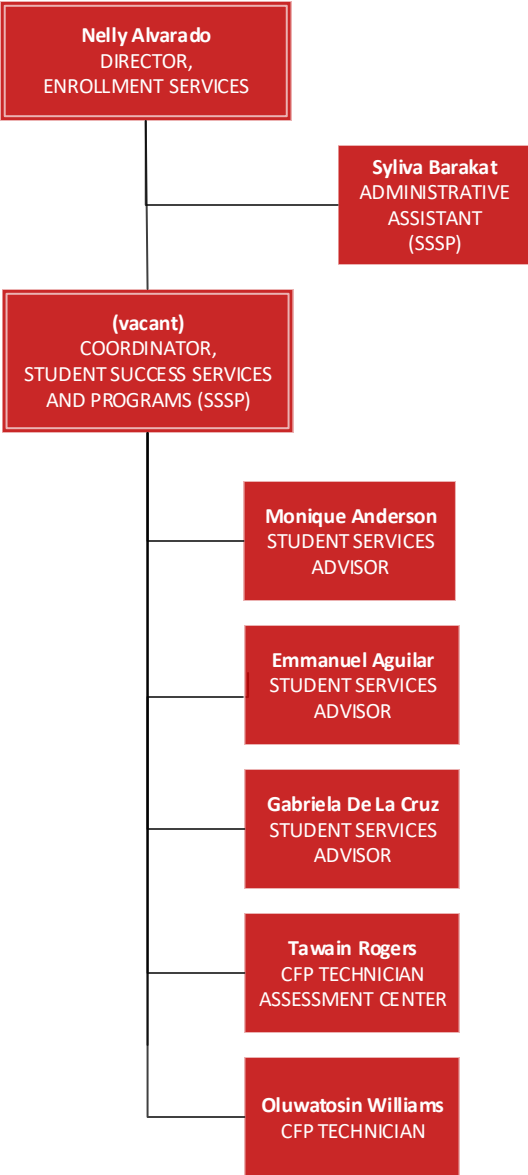 Nelly Alvarado
DIRECTOR,
ENROLLMENT SERVICES
Syliva Barakat
ADMINISTRATIVE
ASSISTANT
(SSSP)
(vacant)
COORDINATOR,
STUDENT SUCCESS SERVICES
AND PROGRAMS (SSSP)
Monique Anderson
STUDENT SERVICES
ADVISOR
Emmanuel Aguilar
STUDENT SERVICES
ADVISOR
Gabriela De La Cruz
STUDENT SERVICES
ADVISOR
Tawain Rogers
CFP TECHNICIAN
ASSESSMENT CENTER
Oluwatosin Williams
CFP TECHNICIAN